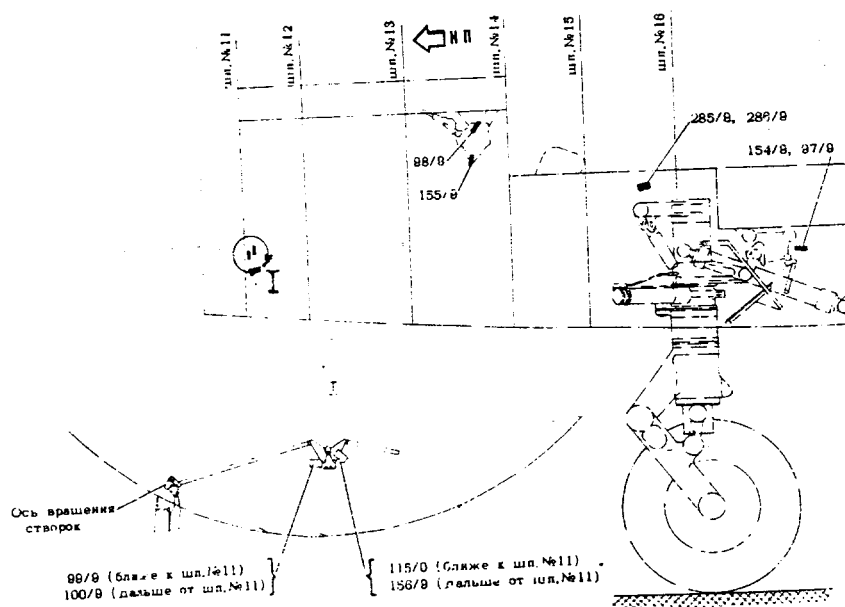 шп.№11
шп.№12
шп.№13
НП
шп.№14
шп.№15
шп.№16
285/9, 286/9
154/9, 97/9
98/9
155/9
I
I
Ось вращения
створок
99/9 (ближе к шп.№11)
100/9 (дальше от шп.№11)
115/0 (ближе к шп.№11)
156/9 (дальше от шп.№11)